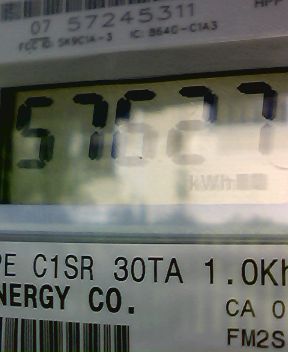 07 57245311
FCC ID: SK9C1A-3 IC: 864G-C1A3
57627
kWh
PE C1SR 30TA 1.0Kh
NERGY CO.
CA 0
FM2S